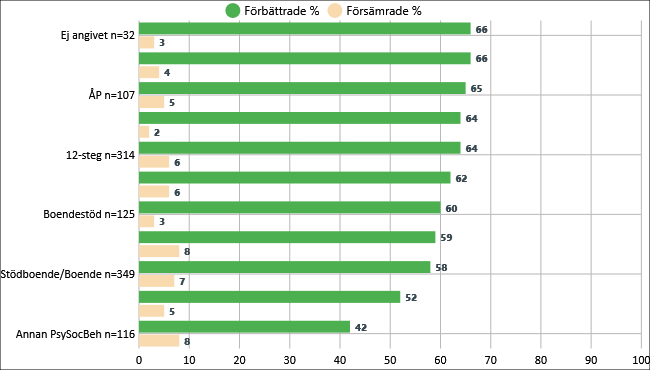 Förbättrade % Försämrade %
Ej angivet n=32 66
3
66
4
ÅP n=107 65
5
64
2
12-steg n=314 64
6
62
6
Boendestöd n=125 60
3
59
8
Stödboende/Boende n=349 58
7
52
5
Annan PsySocBeh n=116 42
8
0 10 20 30 40 50 60 70 80 90 100